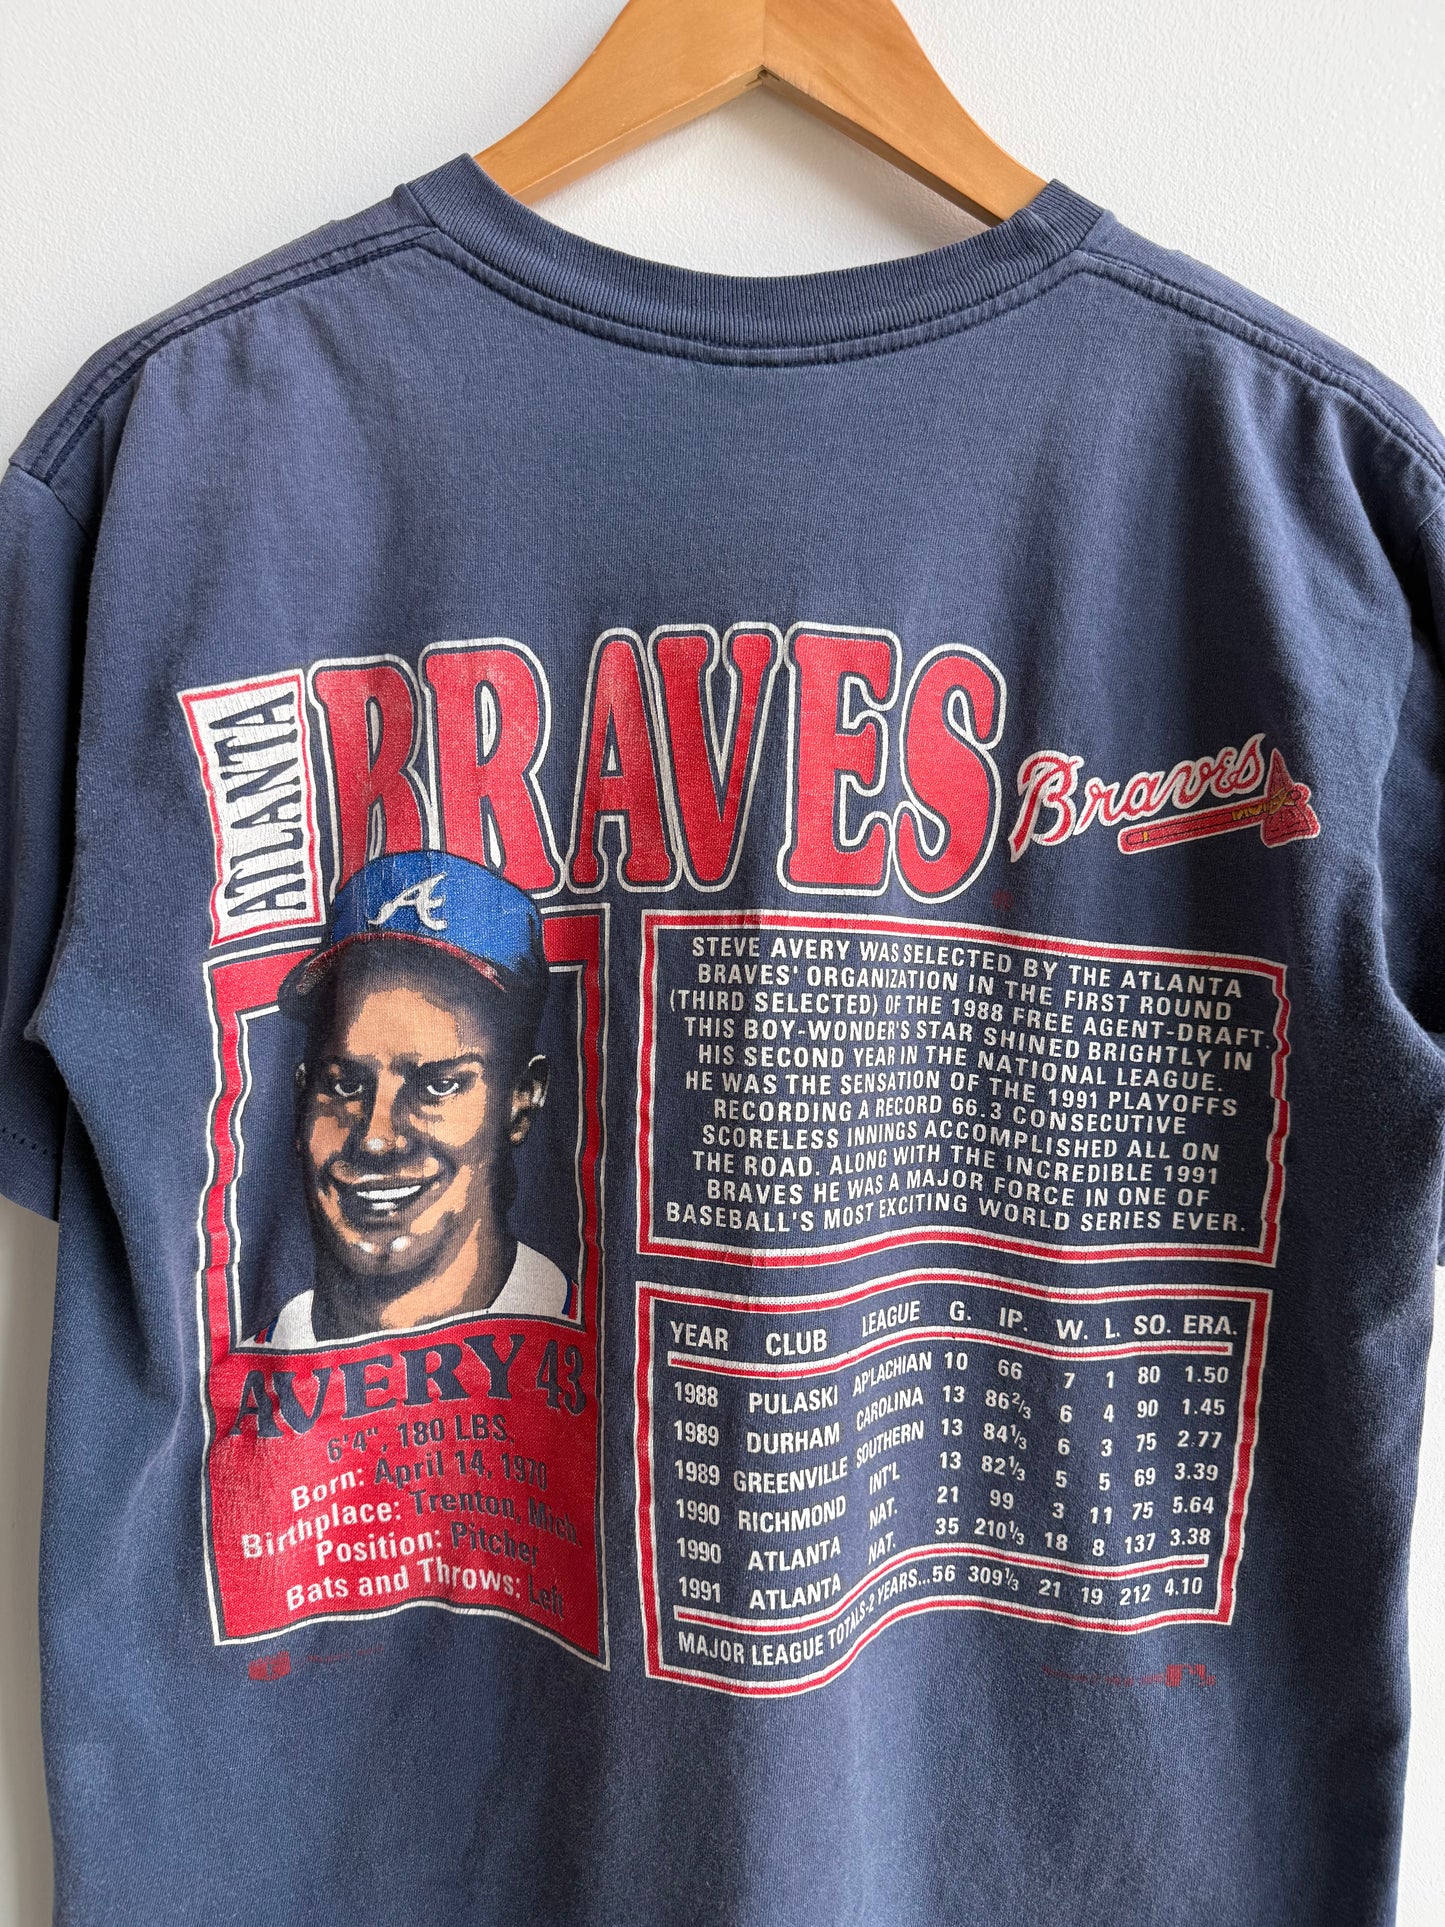 ATLANTA
BRAVES
Braves
A
STEVE AVERY WAS SELECTED BY THE ATLANTA
BRAVES' ORGANIZATION IN THE FIRST ROUND
(THIRD SELECTED) OF THE 1988 FREE AGENT-DRAFT.
THIS BOY-WONDER'S STAR SHINED BRIGHTLY IN
HIS SECOND YEAR IN THE NATIONAL LEAGUE.
HE WAS THE SENSATION OF THE 1991 PLAYOFFS
RECORDING A RECORD 66.3 CONSECUTIVE
SCORELESS INNINGS ACCOMPLISHED ALL ON
THE ROAD. ALONG WITH THE INCREDIBLE 1991
BRAVES HE WAS A MAJOR FORCE IN ONE OF
BASEBALL'S MOST EXCITING WORLD SERIES EVER.
AVERY 43
6'4", 180 LBS.
Born: April 14, 1970
Birthplace: Trenton, Mich.
Position: Pitcher
Bats and Throws: Left
YEAR CLUB LEAGUE G. IP. W. L. SO. ERA.
1988 PULASKI AP'LACHIAN 10 66 7 1 80 1.50
1989 DURHAM CAROLINA 13 86 2/3 6 4 90 1.45
1989 GREENVILLE SOUTHERN 13 84 1/3 6 3 75 2.77
1990 RICHMOND INT'L 13 82 1/3 5 5 69 3.39
1990 ATLANTA NAT. 21 99 3 11 75 5.64
1991 ATLANTA NAT. 35 210 1/3 18 8 137 3.38
MAJOR LEAGUE TOTALS-2 YEARS...56 309 1/3 21 19 212 4.10